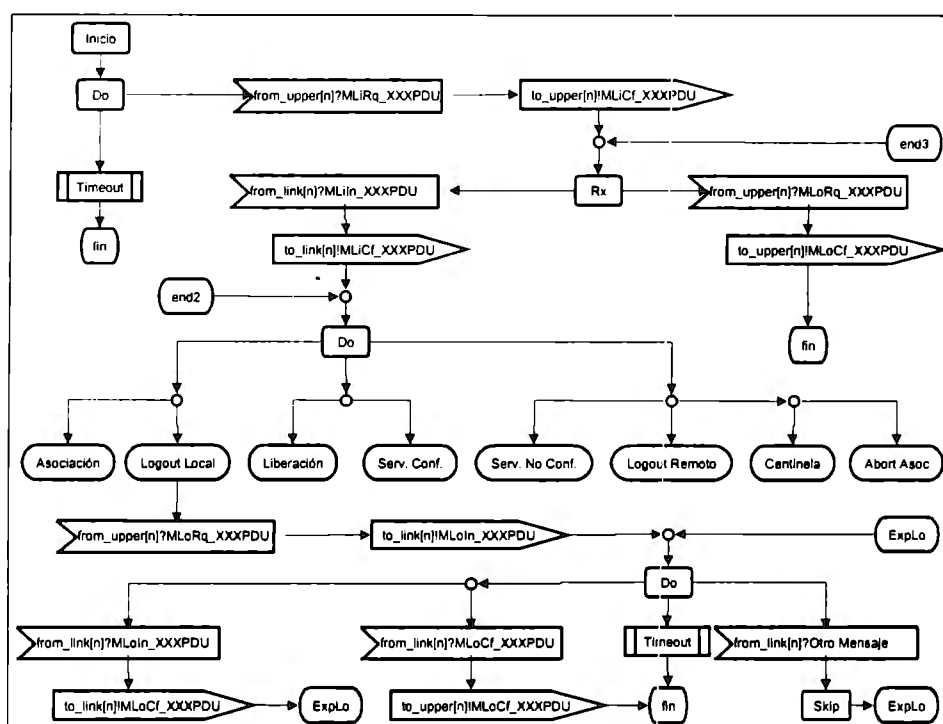 Inicio
Do
from_upper[n]?MLiRq_XXXPDU
to_upper[n]!MLiCf_XXXPDU
end3
Timeout
from_link[n]?MLiIn_XXXPDU
Rx
from_upper[n]?MLoRq_XXXPDU
fin
to_link[n]!MLiCf_XXXPDU
to_upper[n]!MLoCf_XXXPDU
end2
Do
fin
Asociación
Logout Local
Liberación
Serv. Conf.
Serv. No Conf.
Logout Remoto
Centinela
Abort Asoc
from_upper[n]?MLoRq_XXXPDU
to_link[n]!MLoIn_XXXPDU
ExpLo
Do
from_link[n]?MLoIn_XXXPDU
from_link[n]?MLoCf_XXXPDU
Timeout
from_link[n]?Otro Mensaje
to_link[n]!MLoCf_XXXPDU
ExpLo
to_upper[n]!MLoCf_XXXPDU
fin
Skip
ExpLo